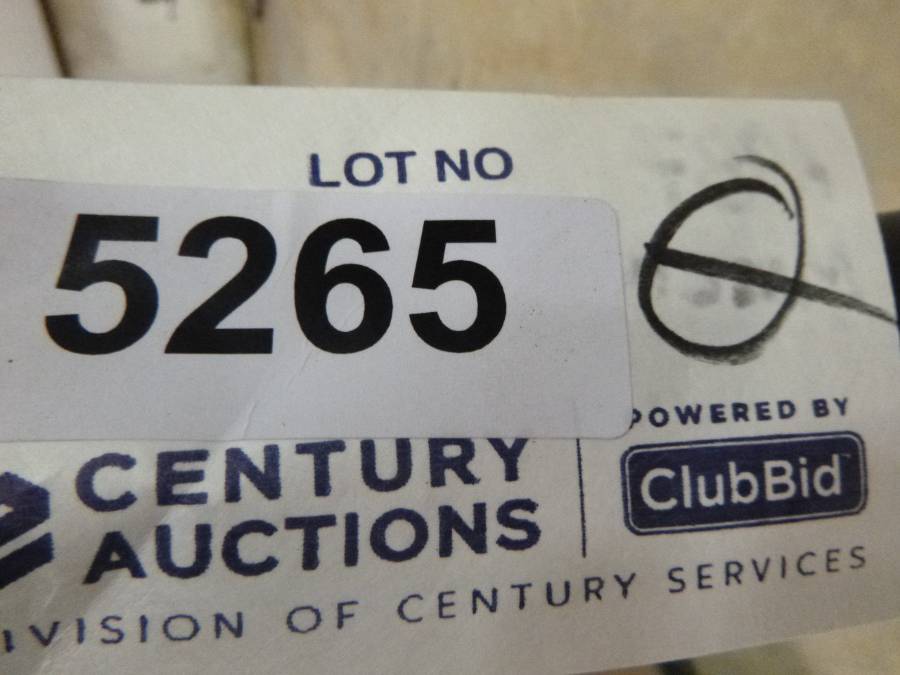 LOT NO
5265
CENTURY
AUCTIONS
POWERED BY
ClubBid
IVISION OF CENTURY SERVICES